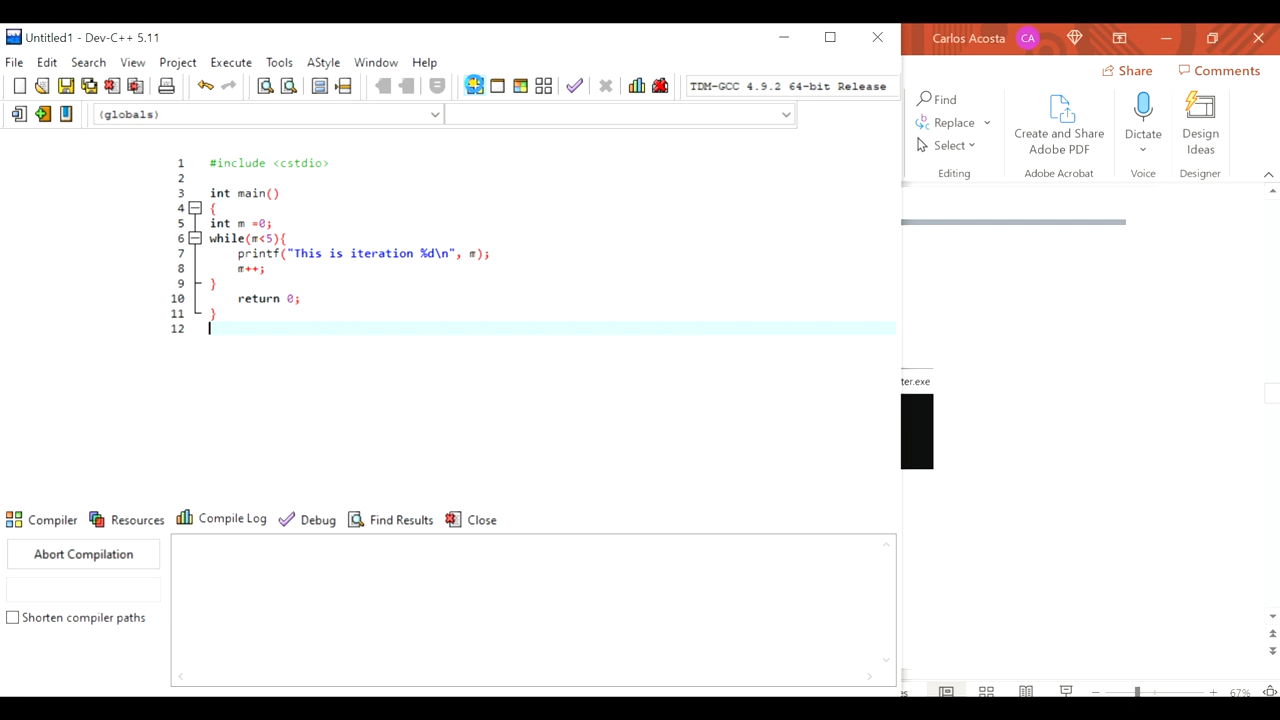 Untitled1 - Dev-C++ 5.11
Carlos Acosta CA
File Edit Search View Project Execute Tools AStyle Window Help
Share Comments
TDM-GCC 4.9.2 64-bit Release
(globals)
Find
Replace
Select
Create and Share
Adobe PDF
Dictate
Design
Ideas
Editing Adobe Acrobat Voice Designer
1 #include <cstdio>
2
3 int main()
4 {
5 int m =0;
6 while(m<5){
7 printf("This is iteration %d\n", m);
8 m++;
9 }
10 return 0;
11 }
12
ter.exe
Compiler Resources Compile Log Debug Find Results Close
Abort Compilation
Shorten compiler paths
67%